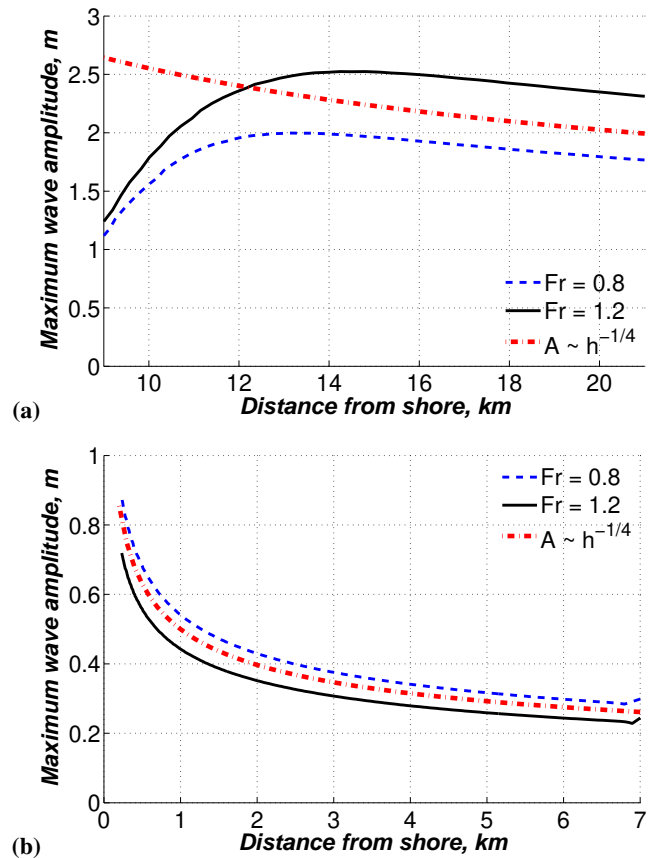 3
2.5
2
1.5
1
0.5
0
Maximum wave amplitude, m
Fr = 0.8
Fr = 1.2
A ~ h^{-1/4}
10 12 14 16 18 20
Distance from shore, km
(a)
1
0.8
0.6
0.4
0.2
0
Maximum wave amplitude, m
Fr = 0.8
Fr = 1.2
A ~ h^{-1/4}
0 1 2 3 4 5 6 7
Distance from shore, km
(b)